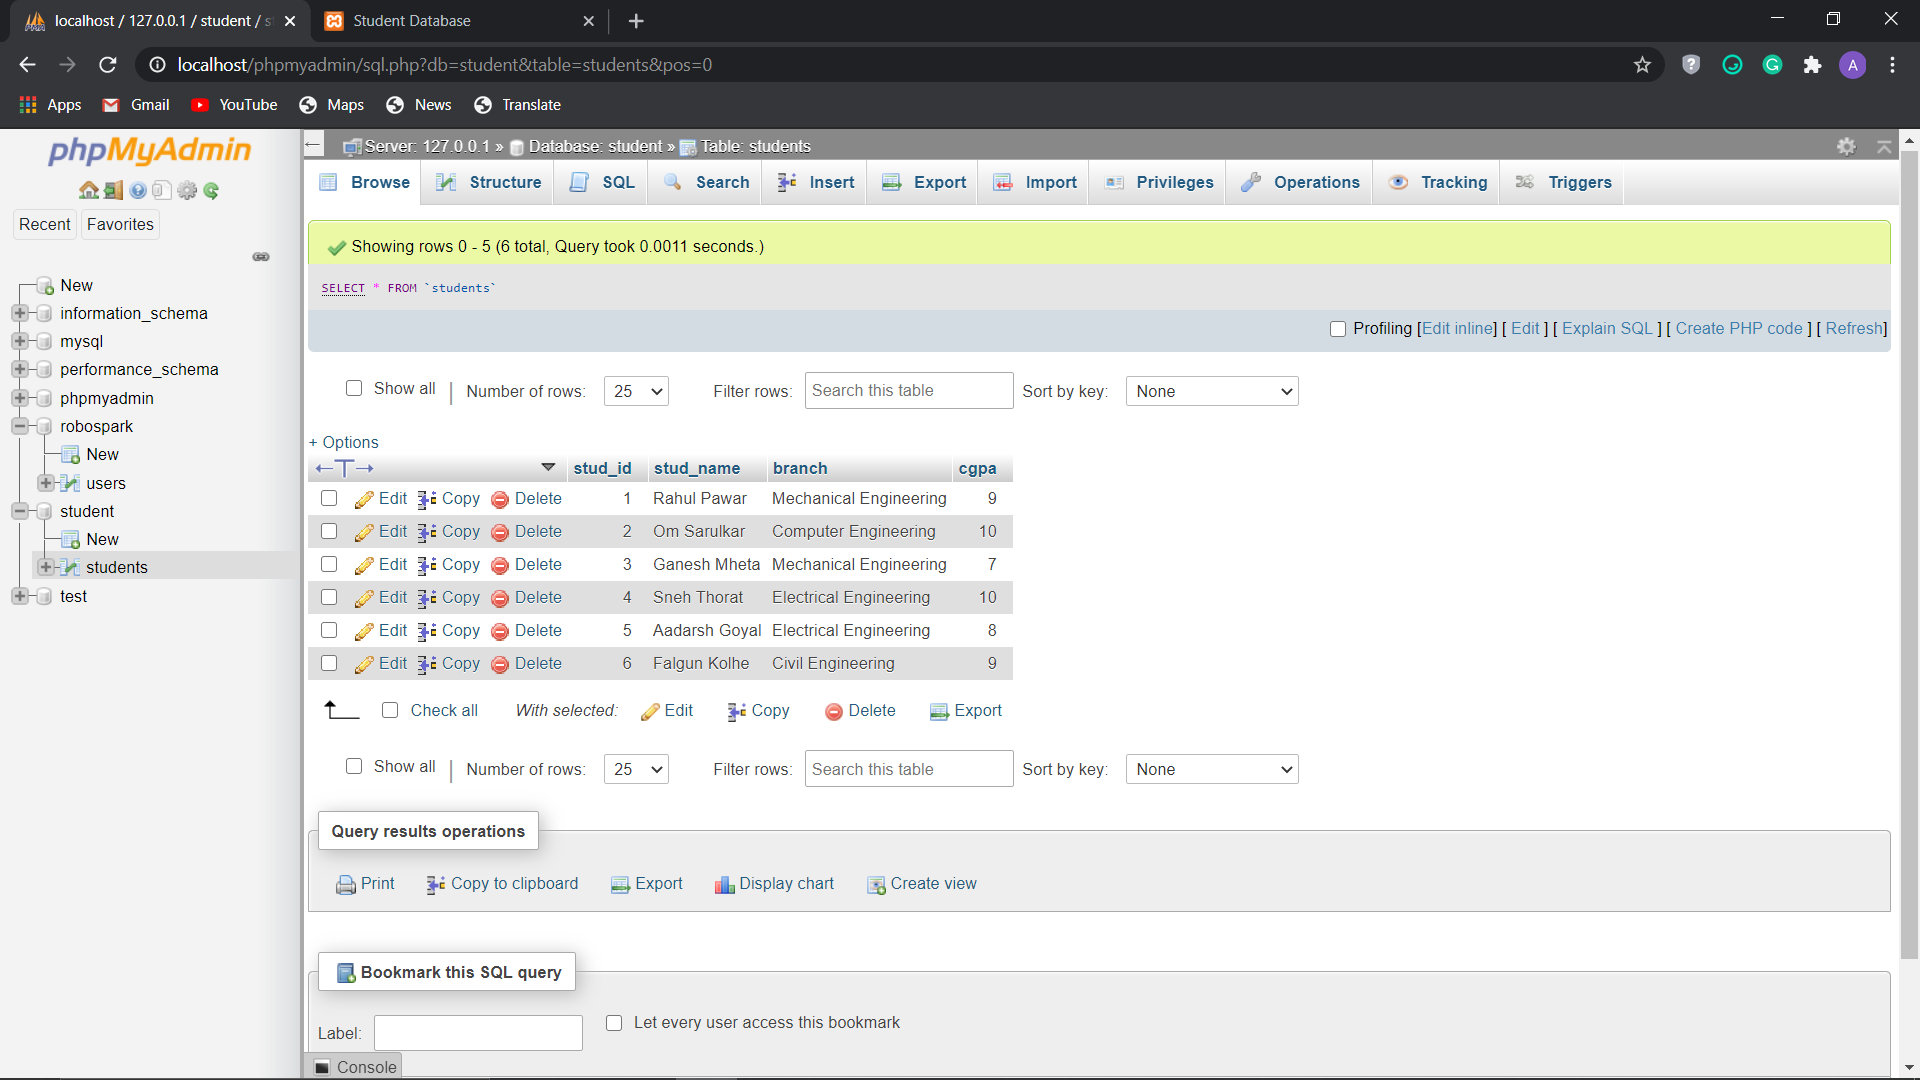 localhost / 127.0.0.1 / student / s
Student Database
localhost/phpmyadmin/sql.php?db=student&table=students&pos=0
A
Apps
Gmail
YouTube
Maps
News
Translate
phpMyAdmin
Recent
Favorites
New
information_schema
mysql
performance_schema
phpmyadmin
robospark
New
users
student
New
students
test
Server: 127.0.0.1 » Database: student » Table: students
Browse
Structure
SQL
Search
Insert
Export
Import
Privileges
Operations
Tracking
Triggers
Showing rows 0 - 5 (6 total, Query took 0.0011 seconds.)
SELECT * FROM `students`
Profiling [Edit inline] [ Edit ] [ Explain SQL ] [ Create PHP code ] [ Refresh]
Show all | Number of rows: 25 Filter rows: Search this table Sort by key: None
+ Options
stud_id stud_name branch cgpa
Edit Copy Delete 1 Rahul Pawar Mechanical Engineering 9
Edit Copy Delete 2 Om Sarulkar Computer Engineering 10
Edit Copy Delete 3 Ganesh Mheta Mechanical Engineering 7
Edit Copy Delete 4 Sneh Thorat Electrical Engineering 10
Edit Copy Delete 5 Aadarsh Goyal Electrical Engineering 8
Edit Copy Delete 6 Falgun Kolhe Civil Engineering 9
Check all With selected: Edit Copy Delete Export
Show all | Number of rows: 25 Filter rows: Search this table Sort by key: None
Query results operations
Print Copy to clipboard Export Display chart Create view
Bookmark this SQL query
Label: Let every user access this bookmark
Console